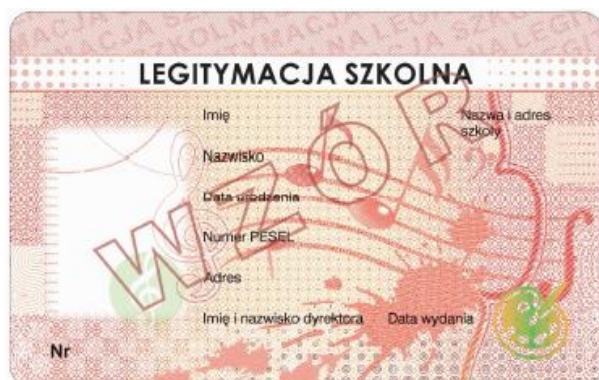 LEGITYMACJA SZKOLNA
Imię
Nazwa i adres
szkoły
Nazwisko
Data urodzenia
Numer PESEL
Adres
Imię i nazwisko dyrektora Data wydania
Nr
WZÓR